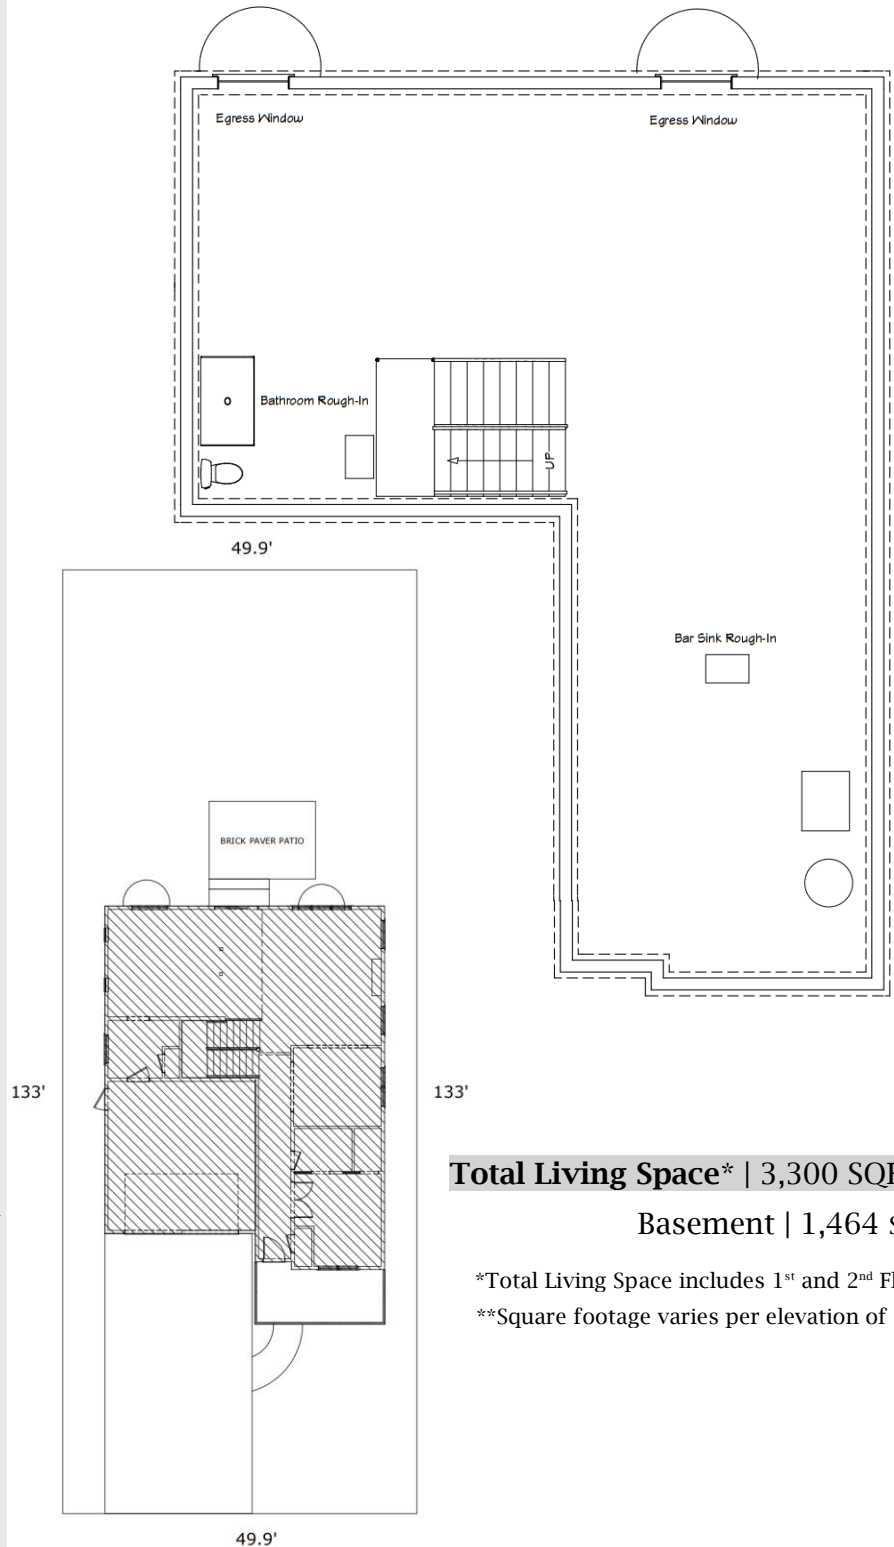 Egress Window
Egress Window
Bathroom Rough-In
UP
49.9'
Bar Sink Rough-In
BRICK PAVER PATIO
133'
133'
Total Living Space* | 3,300
Basement | 1,464
*Total Living Space includes 1st and 2nd
**Square footage varies per elevation of
49.9'